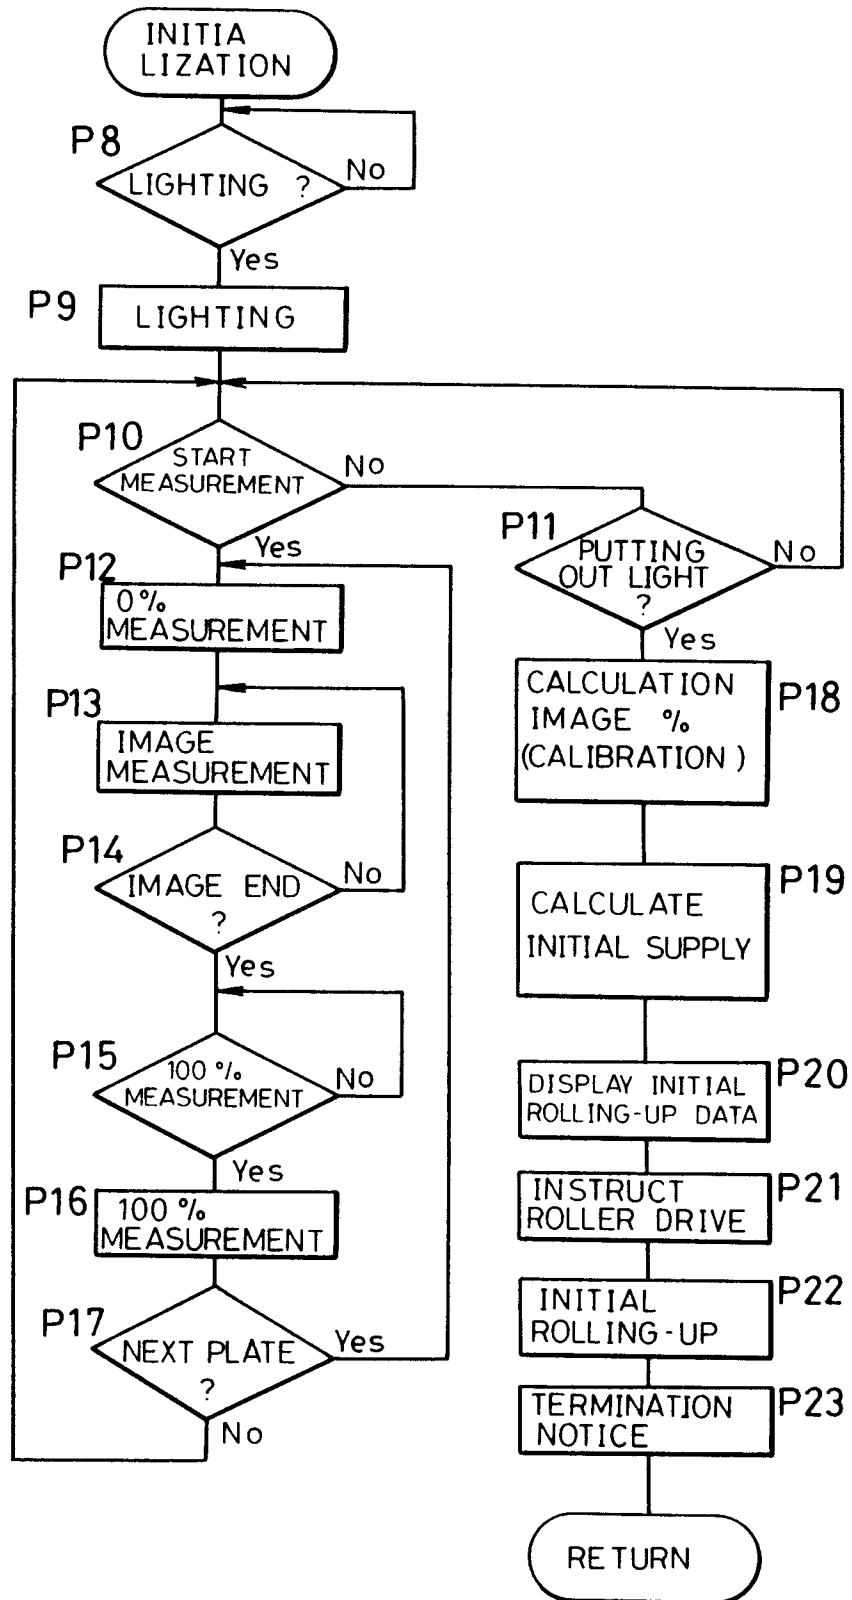 INITIA
LIZATION
P8
LIGHTING ?
No
Yes
P9
LIGHTING
P10
START
MEASUREMENT
No
Yes
P11
PUTTING
OUT LIGHT
?
No
Yes
P12
0%
MEASUREMENT
P13
IMAGE
MEASUREMENT
P14
IMAGE END
?
No
Yes
P15
100%
MEASUREMENT
No
Yes
P16
100%
MEASUREMENT
P17
NEXT PLATE
?
Yes
No
P18
CALCULATION
IMAGE %
(CALIBRATION)
P19
CALCULATE
INITIAL SUPPLY
P20
DISPLAY INITIAL
ROLLING-UP DATA
P21
INSTRUCT
ROLLER DRIVE
P22
INITIAL
ROLLING-UP
P23
TERMINATION
NOTICE
RETURN